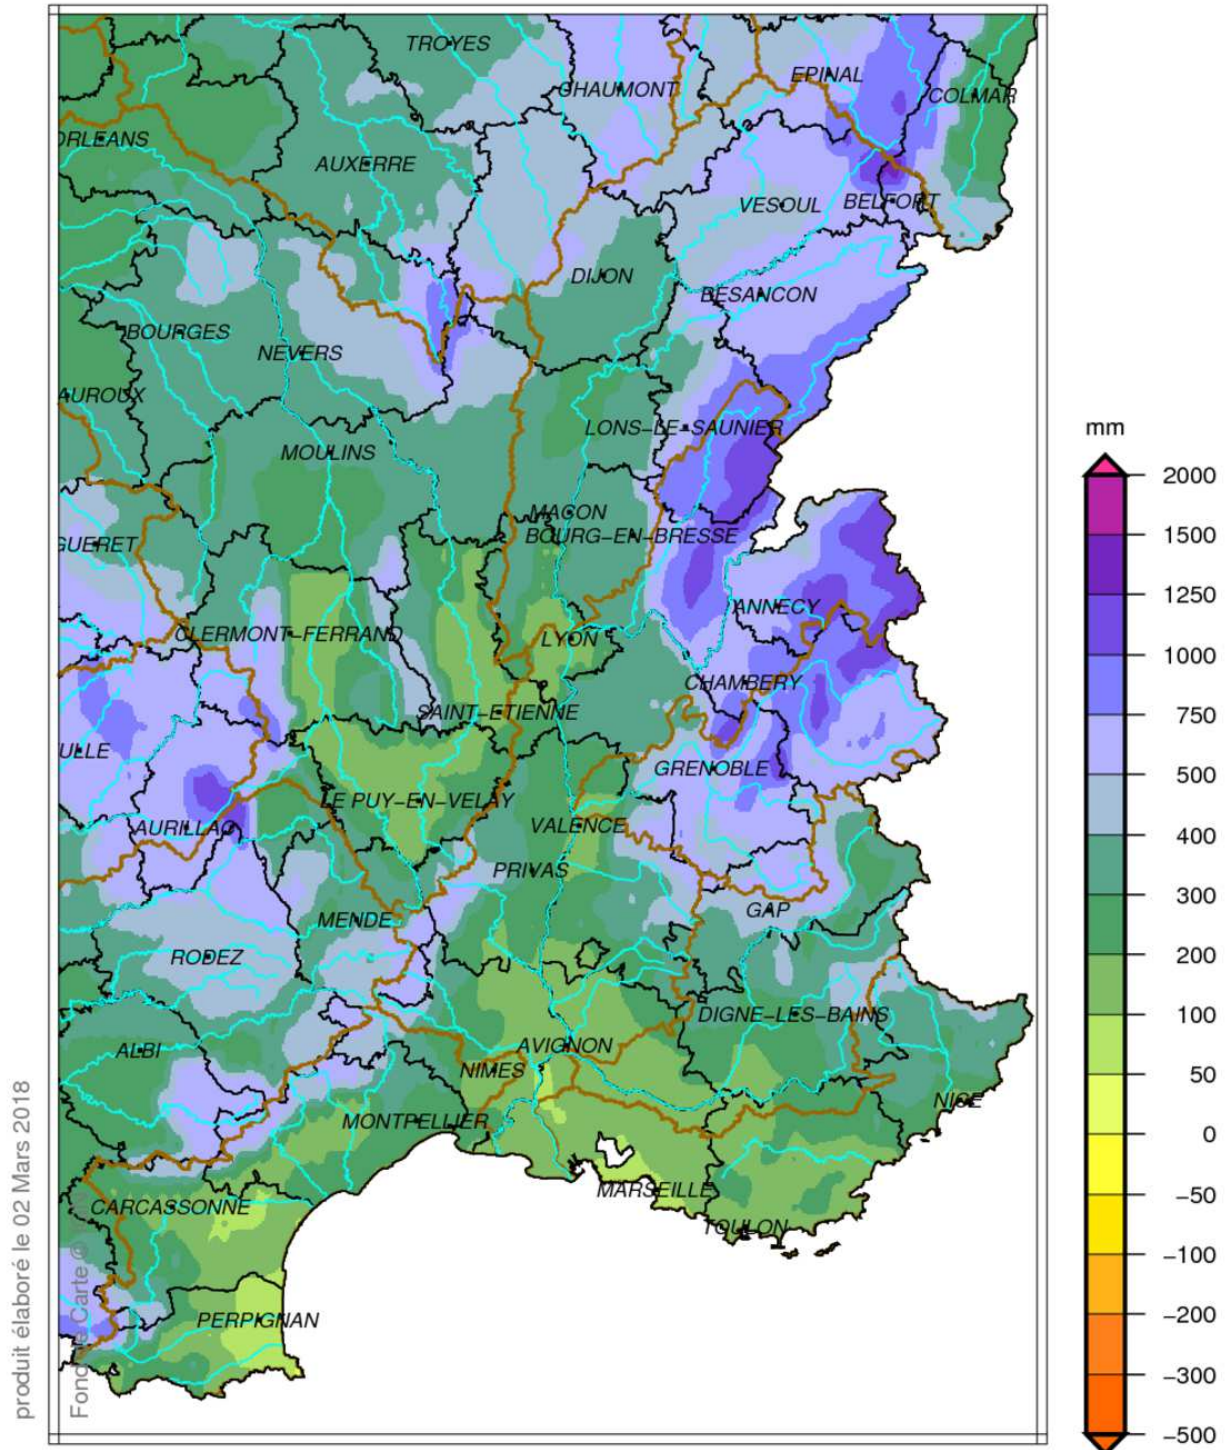 TROYES
CHAUMONT
EPINAL
COLMAR
ORLEANS
AUXERRE
VESOUL
BELFORT
DIJON
BESANCON
BOURGES
NEVERS
AUROUX
LONS-LE-SAUNIER
MOULINS
MACON
BOURG-EN-BRESSE
GUERET
ANNECY
CLERMONT-FERRAND
LYON
CHAMBERY
SAINT-ETIENNE
ULLE
GRENOBLE
LE PUY-EN-VELAY
AURILLAC
VALENCE
PRIVAS
MENDE
GAP
RODEZ
DIGNE-LES-BAINS
ALBI
AVIGNON
NIMES
NICE
MONTPELLIER
MARSEILLE
CARCASSONNE
TOULON
PERPIGNAN
mm
2000
1500
1250
1000
750
500
400
300
200
100
50
0
-50
-100
-200
-300
-500
produit élaboré le 02 Mars 2018
Carte ©